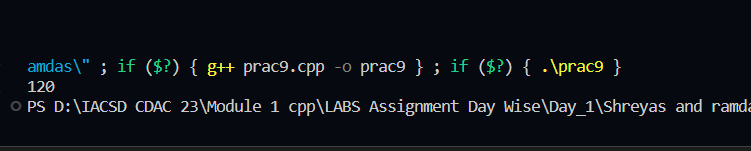 amdas\" ; if ($?) { g++ prac9.cpp -o prac9 } ; if ($?) { .\prac9 }
120
PS D:\IACSD CDAC 23\Module 1 cpp\LABS Assignment Day Wise\Day_1\Shreyas and ramda